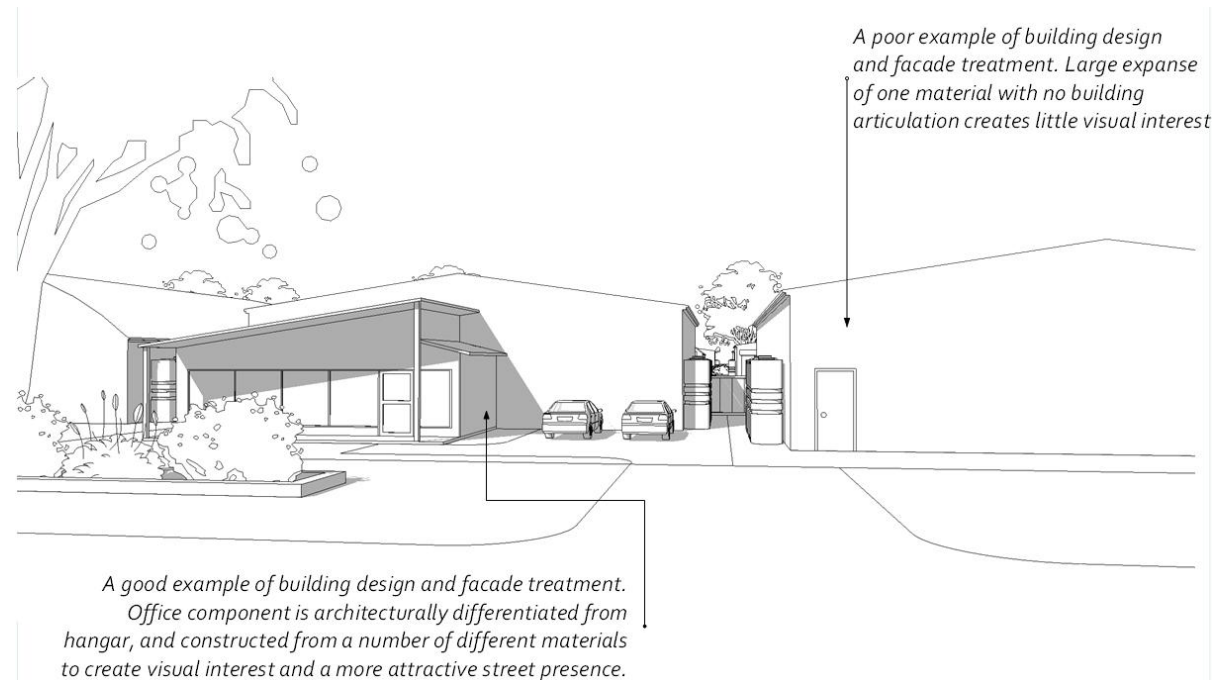 A poor example of building design
and facade treatment. Large expanse
of one material with no building
articulation creates little visual interest
A good example of building design and facade treatment.
Office component is architecturally differentiated from
hangar, and constructed from a number of different materials
to create visual interest and a more attractive street presence.